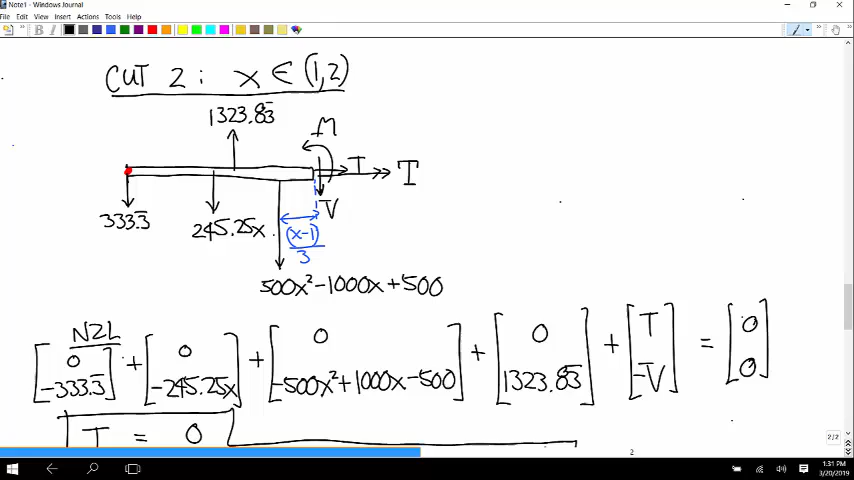 Note1 - Windows Journal
File Edit View Insert Actions Tools Help
B I
CUT 2 : x ∈ (1,2)
1323.83̅
M
T T
V
333.3̅ 245.25x
(x-1)
3
500x² -1000x +500
N2L
[0 -333.3̅] + [0 -245.25x] + [0 -500x²+1000x-500] + [0 1323.83̅] + [T -V] = [0 0]
T = 0
2/2
2
1:31 PM
3/20/2019